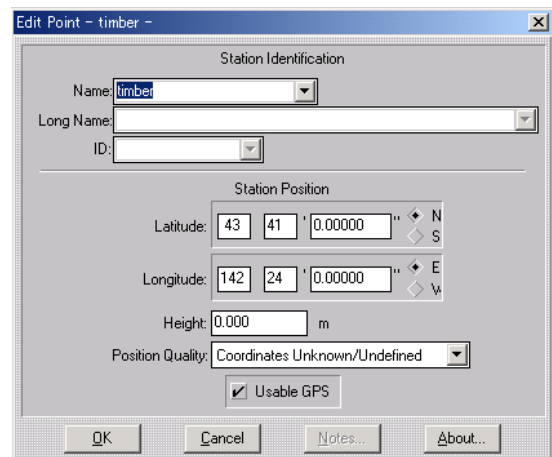 Edit Point - timber -
Station Identification
Name: timber
Long Name:
ID:
Station Position
Latitude: 43 41 ' 0.00000 " N
S
Longitude: 142 24 ' 0.00000 " E
W
Height: 0.000 m
Position Quality: Coordinates Unknown/Undefined
Usable GPS
OK Cancel Notes... About...